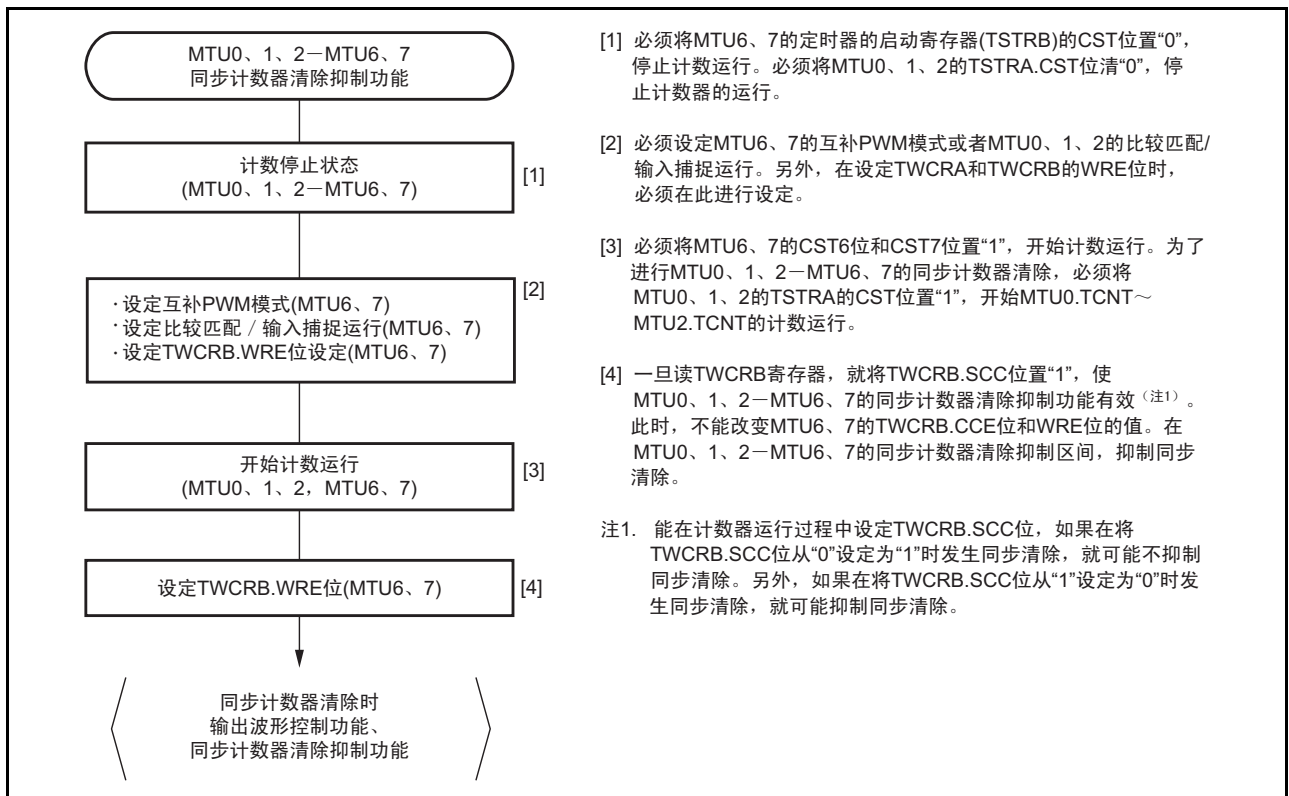 MTU0、1、2－MTU6、7
同步计数器清除抑制功能
计数停止状态
(MTU0、1、2－MTU6、7)
[1]
·设定互补PWM模式(MTU6、7)
·设定比较匹配 / 输入捕捉运行(MTU6、7)
·设定TWCRB.WRE位设定(MTU6、7)
[2]
开始计数运行
(MTU0、1、2，MTU6、7)
[3]
设定TWCRB.WRE位(MTU6、7)
[4]
同步计数器清除时
输出波形控制功能、
同步计数器清除抑制功能
[1] 必须将MTU6、7的定时器的启动寄存器(TSTRB)的CST位置“0”，
停止计数运行。必须将MTU0、1、2的TSTRA.CST位清“0”，停
止计数器的运行。
[2] 必须设定MTU6、7的互补PWM模式或者MTU0、1、2的比较匹配/
输入捕捉运行。另外，在设定TWCRA和TWCRB的WRE位时，
必须在此进行设定。
[3] 必须将MTU6、7的CST6位和CST7位置“1”，开始计数运行。为了
进行MTU0、1、2－MTU6、7的同步计数器清除，必须将
MTU0、1、2的TSTRA的CST位置“1”，开始MTU0.TCNT～
MTU2.TCNT的计数运行。
[4] 一旦读TWCRB寄存器，就将TWCRB.SCC位置“1”，使
MTU0、1、2－MTU6、7的同步计数器清除抑制功能有效（注1）。
此时，不能改变MTU6、7的TWCRB.CCE位和WRE位的值。在
MTU0、1、2－MTU6、7的同步计数器清除抑制区间，抑制同步
清除。
注1. 能在计数器运行过程中设定TWCRB.SCC位，如果在将
TWCRB.SCC位从“0”设定为“1”时发生同步清除，就可能不抑制
同步清除。另外，如果在将TWCRB.SCC位从“1”设定为“0”时发
生同步清除，就可能抑制同步清除。